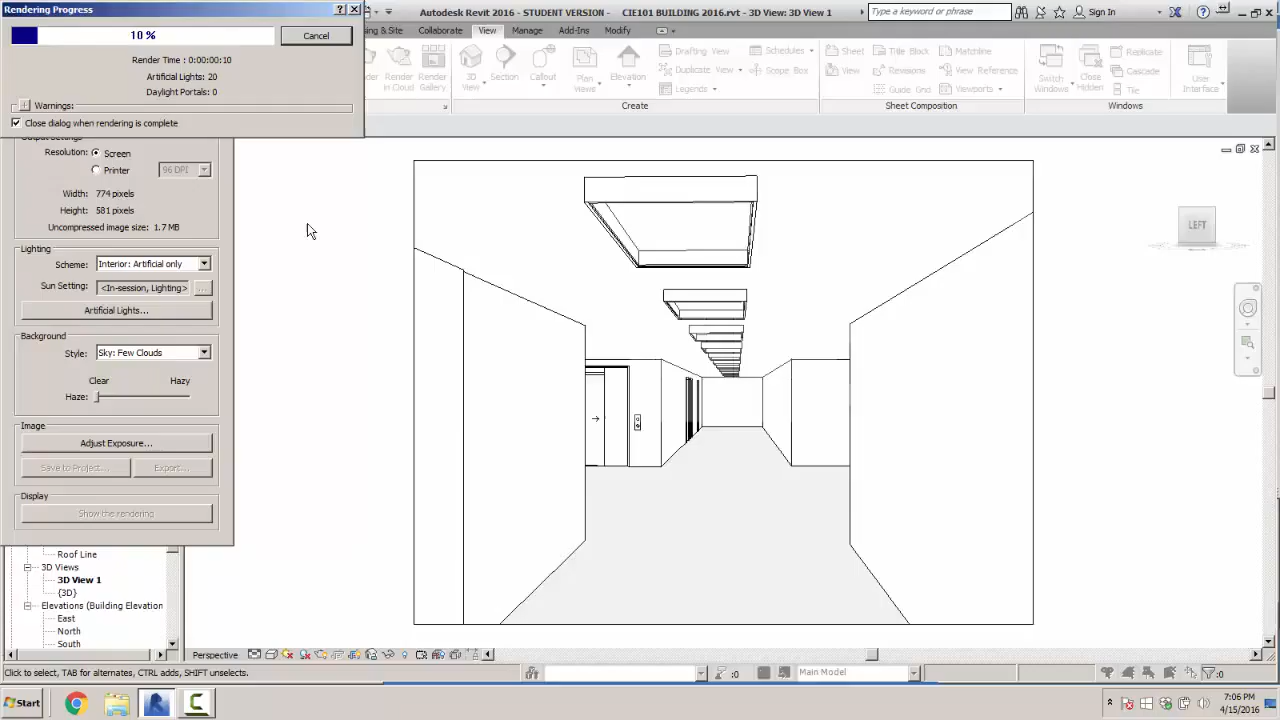 Rendering Progress
10 %
Cancel
Render Time : 0:00:00:10
Artificial Lights: 20
Daylight Portals: 0
Warnings:
Close dialog when rendering is complete
Autodesk Revit 2016 - STUDENT VERSION - CIE101 BUILDING 2016.rvt - 3D View: 3D View 1
Type a keyword or phrase
Sign In
Collaborate
View
Manage
Add-Ins
Modify
Render in Cloud
Render Gallery
3D View
Section
Callout
Plan Views
Elevation
Drafting View
Duplicate View
Legends
Schedules
Scope Box
Create
Sheet
View
Title Block
Revisions
Guide Grid
Matchline
View Reference
Viewports
Sheet Composition
Switch Windows
Close Hidden
Replicate
Cascade
Tile
User Interface
Windows
Resolution:
Screen
Printer
96 DPI
Width: 774 pixels
Height: 581 pixels
Uncompressed image size: 1.7 MB
Lighting
Scheme: Interior: Artificial only
Sun Setting: <In-session, Lighting> ...
Artificial Lights...
Background
Style: Sky: Few Clouds
Clear Hazy
Haze:
Image
Adjust Exposure...
Save to Project... Export...
Display
Show the rendering
Roof Line
3D Views
3D View 1
{3D}
Elevations (Building Elevation
East
North
South
LEFT
Perspective
Click to select, TAB for alternates, CTRL adds, SHIFT unselects.
:0
Main Model
:0
Start
7:06 PM
4/15/2016